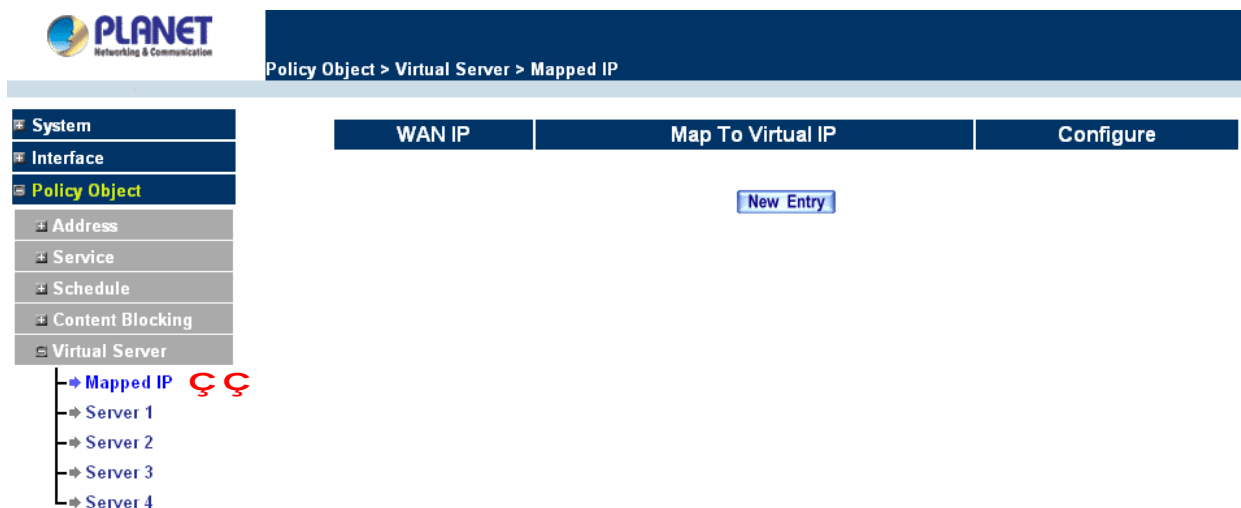 PLANET
Networking & Communication
Policy Object > Virtual Server > Mapped IP
System
Interface
Policy Object
Address
Service
Schedule
Content Blocking
Virtual Server
Mapped IP Ç Ç
Server 1
Server 2
Server 3
Server 4
WAN IP Map To Virtual IP Configure
New Entry